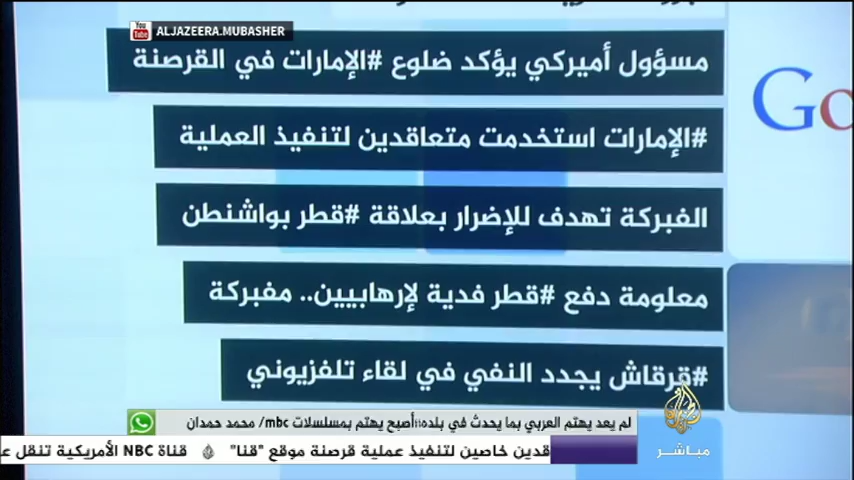 You Tube ALJAZEERA.MUBASHER
مسؤول أميركي يؤكد ضلوع #الإمارات في القرصنة
#الإمارات استخدمت متعاقدين لتنفيذ العملية
الفبركة تهدف للإضرار بعلاقة #قطر بواشنطن
معلومة دفع #قطر فدية لإرهابيين.. مفبركة
#قرقاش يجدد النفي في لقاء تلفزيوني
لم يعد يهتم العربي بما يحدث في بلده؛؛أصبح يهتم بمسلسلات mbc/ محمد حمدان
مباشر
قدين خاصين لتنفيذ عملية قرصنة موقع "قنا" قناة NBC الأمريكية تنقل ع